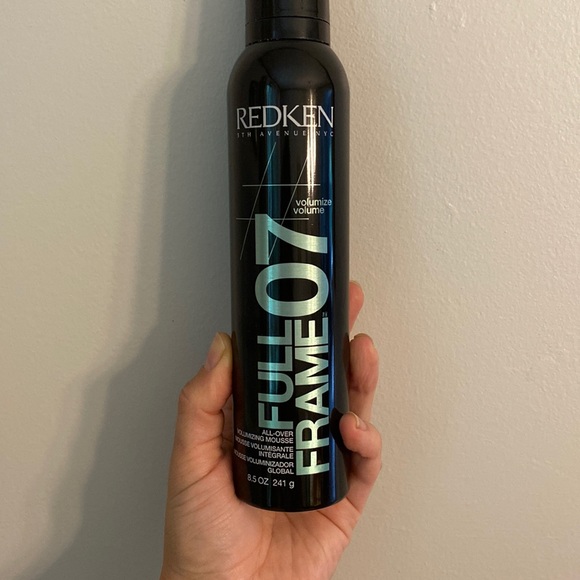 REDKEN
5TH AVENUE NYC
volumize
volume
FULL
FRAME 07
ALL-OVER
VOLUMIZING MOUSSE
MOUSSE VOLUMISANTE
INTÉGRALE
MOUSSE VOLUMINIZADOR
GLOBAL
8.5 OZ 241 g